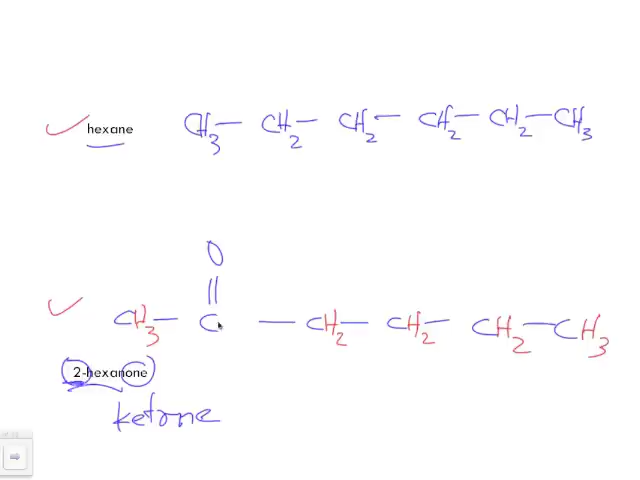 hexane CH3— CH2— CH2— CH2— CH2—CH3
O
||
CH3— C —CH2— CH2— CH2—CH3
2-hexanone
ketone